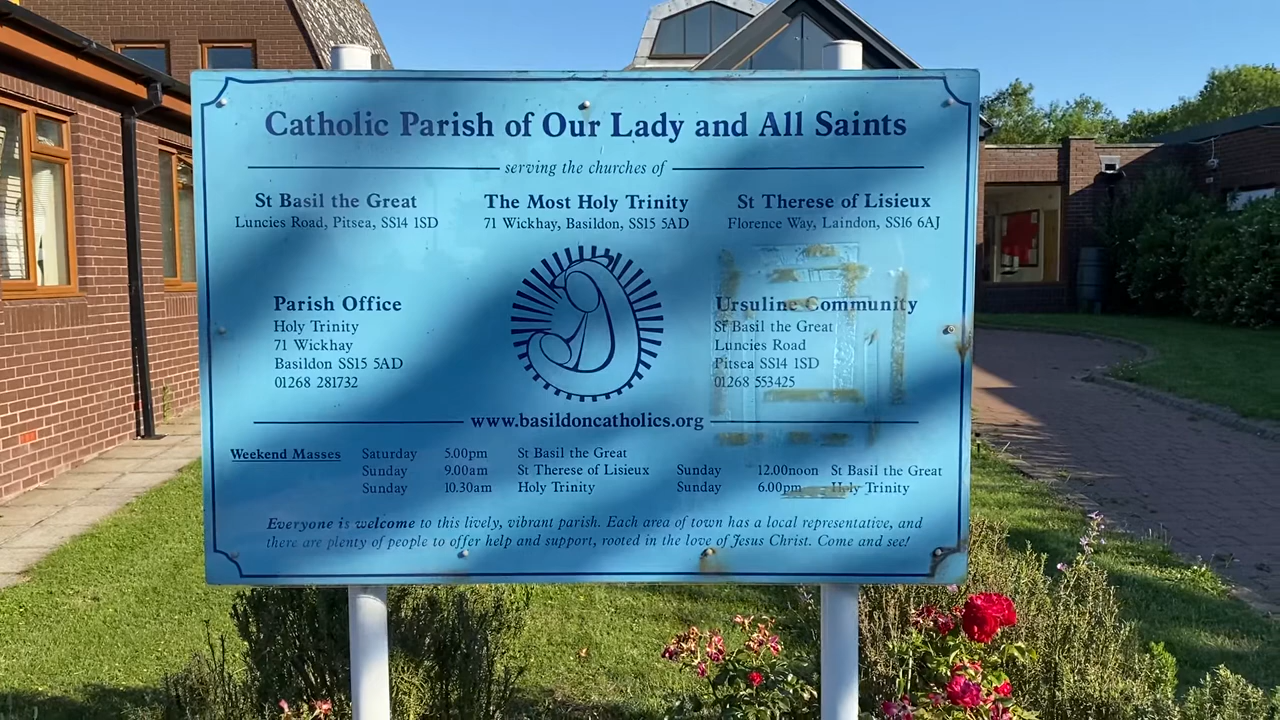 Catholic Parish of Our Lady and All Saints
serving the churches of
St Basil the Great
Luncies Road, Pitsea, SS14 1SD
The Most Holy Trinity
71 Wickhay, Basildon, SS15 5AD
St Therese of Lisieux
Florence Way, Laindon, SS16 6AJ
Parish Office
Holy Trinity
71 Wickhay
Basildon SS15 5AD
01268 281732
Ursuline Community
St Basil the Great
Luncies Road
Pitsea SS14 1SD
01268 553425
www.basildoncatholics.org
Weekend Masses Saturday 5.00pm St Basil the Great
Sunday 9.00am St Therese of Lisieux Sunday 12.00noon St Basil the Great
Sunday 10.30am Holy Trinity Sunday 6.00pm Holy Trinity
Everyone is welcome to this lively, vibrant parish. Each area of town has a local representative, and
there are plenty of people to offer help and support, rooted in the love of Jesus Christ. Come and see!